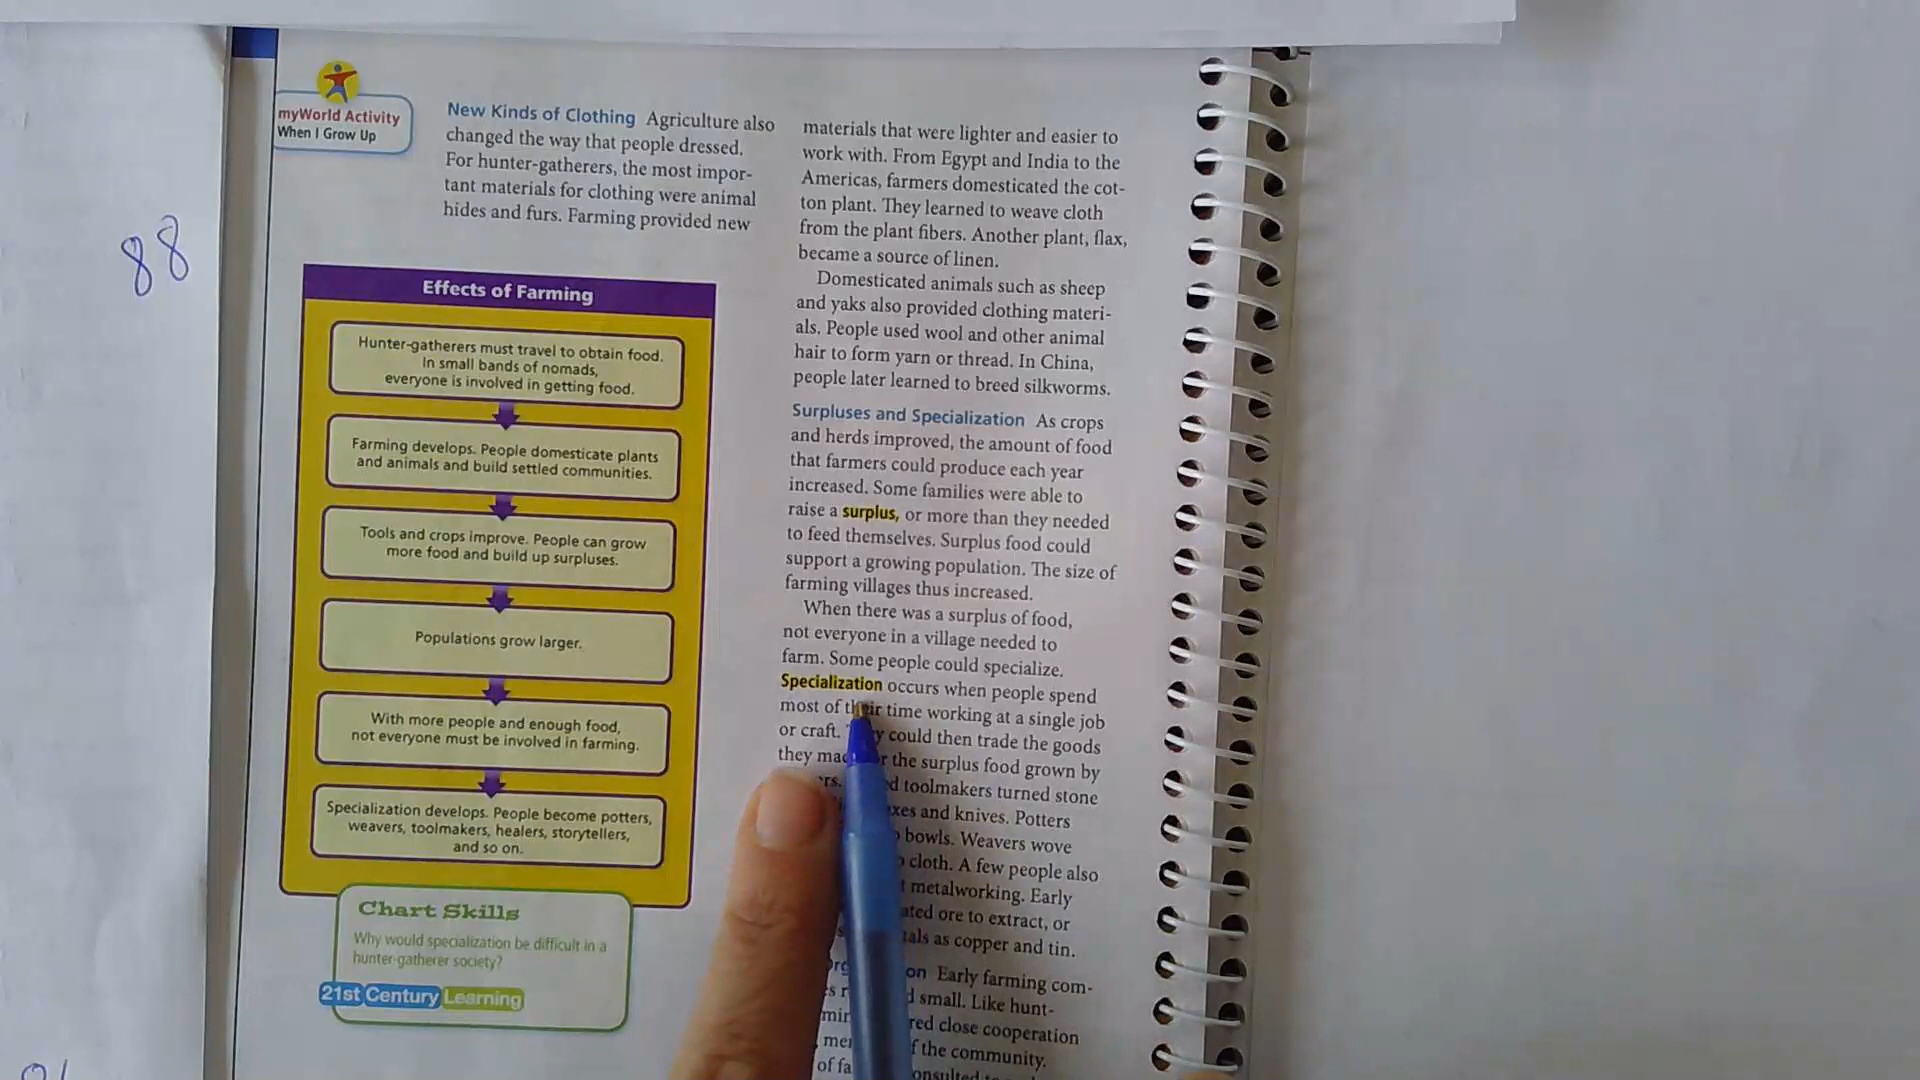 myWorld Activity
When I Grow Up
88
New Kinds of Clothing Agriculture also
changed the way that people dressed.
For hunter-gatherers, the most impor-
tant materials for clothing were animal
hides and furs. Farming provided new
Effects of Farming
Hunter-gatherers must travel to obtain food.
In small bands of nomads,
everyone is involved in getting food.
Farming develops. People domesticate plants
and animals and build settled communities.
Tools and crops improve. People can grow
more food and build up surpluses.
Populations grow larger.
With more people and enough food,
not everyone must be involved in farming.
Specialization develops. People become potters,
weavers, toolmakers, healers, storytellers,
and so on.
Chart Skills
Why would specialization be difficult in a
hunter-gatherer society?
21st Century Learning
materials that were lighter and easier to
work with. From Egypt and India to the
Americas, farmers domesticated the cot-
ton plant. They learned to weave cloth
from the plant fibers. Another plant, flax,
became a source of linen.
Domesticated animals such as sheep
and yaks also provided clothing materi-
als. People used wool and other animal
hair to form yarn or thread. In China,
people later learned to breed silkworms.
Surpluses and Specialization As crops
and herds improved, the amount of food
that farmers could produce each year
increased. Some families were able to
raise a surplus, or more than they needed
to feed themselves. Surplus food could
support a growing population. The size of
farming villages thus increased.
When there was a surplus of food,
not everyone in a village needed to
farm. Some people could specialize.
Specialization occurs when people spend
most of their time working at a single job
or craft. could then trade the goods
they the surplus food grown by
toolmakers turned stone
and knives. Potters
bowls. Weavers wove
cloth. A few people also
metalworking. Early
ore to extract, or
as copper and tin.
Early farming com-
small. Like hunt-
close cooperation
the community.